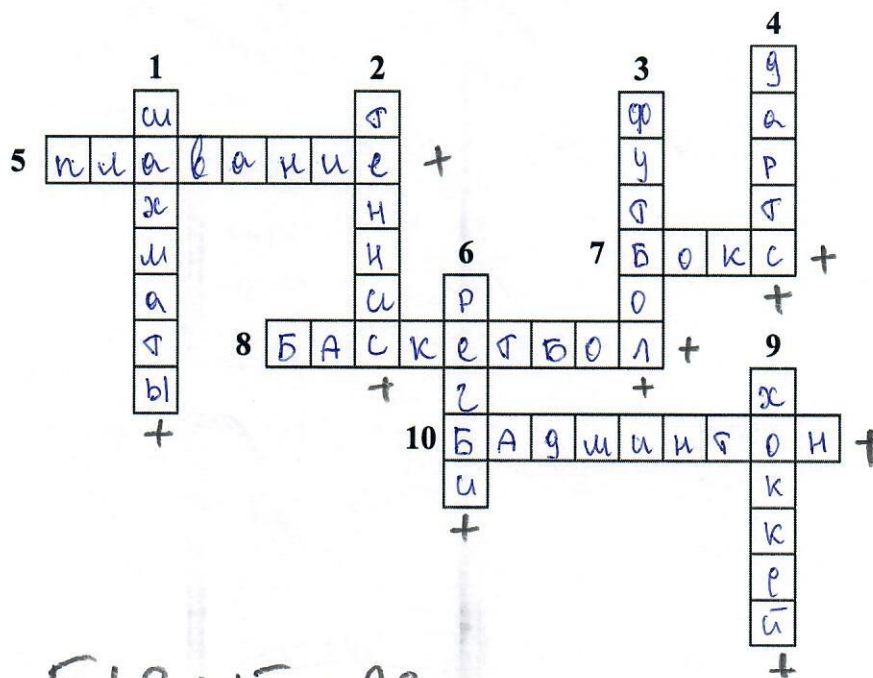 4 дартс +
1 шахматы +
2 теннис +
3 футбол +
5 плавание +
6 регби +
7 Бокс +
8 БАскетБол +
9 хоккей +
10 БАдминтон +